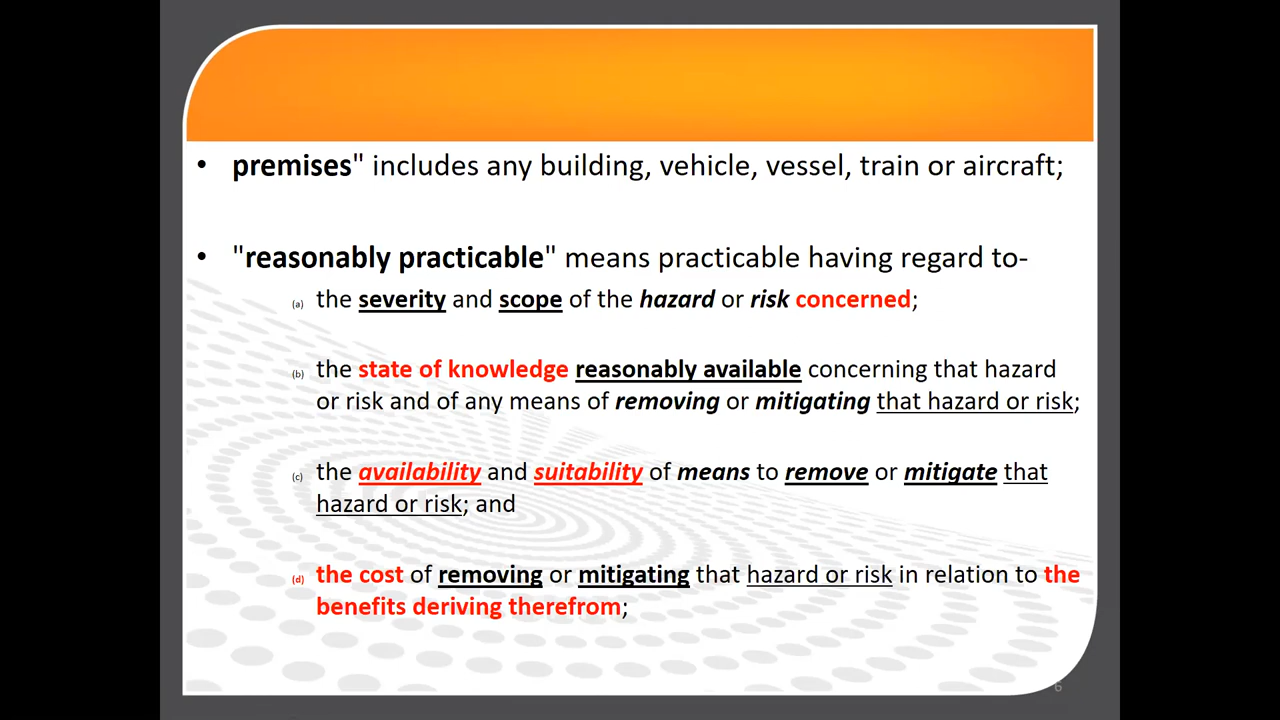 • premises" includes any building, vehicle, vessel, train or aircraft;
• "reasonably practicable" means practicable having regard to-
(a) the severity and scope of the hazard or risk concerned;
(b) the state of knowledge reasonably available concerning that hazard
or risk and of any means of removing or mitigating that hazard or risk;
(c) the availability and suitability of means to remove or mitigate that
hazard or risk; and
(d) the cost of removing or mitigating that hazard or risk in relation to the
benefits deriving therefrom;
6